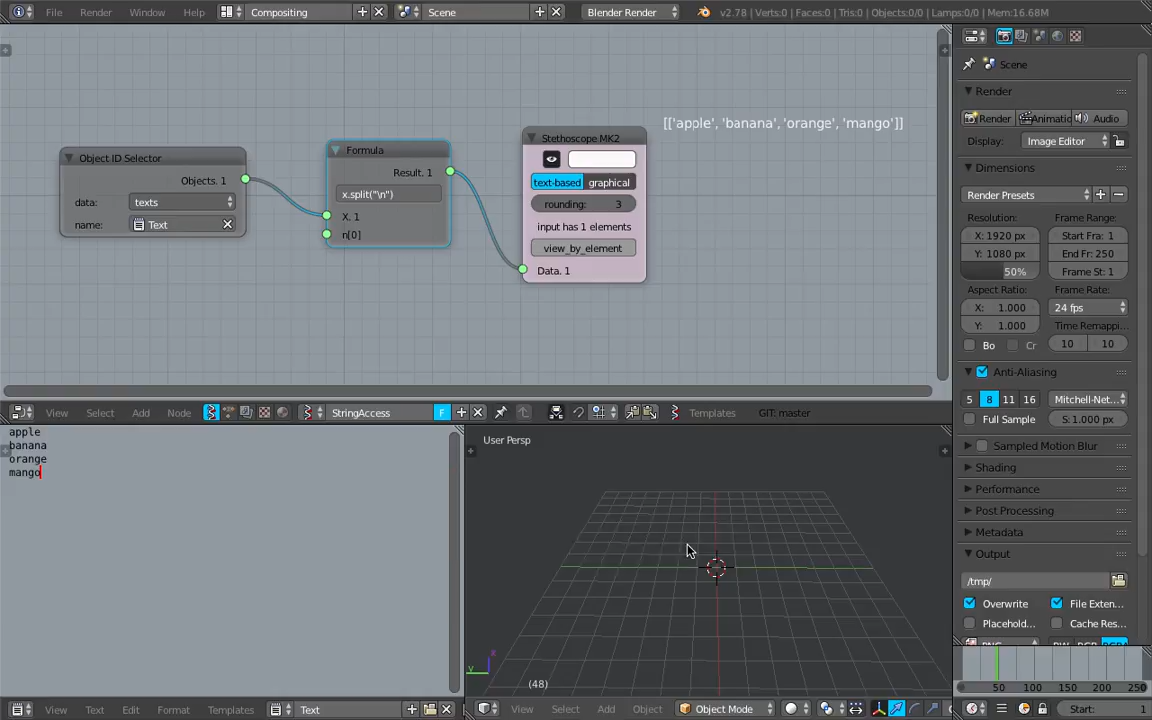 File Render Window Help Compositing Scene Blender Render v2.78 | Verts:0 | Faces:0 | Tris:0 | Objects:0/0 | Lamps:0/0 | Mem:16.68M
Scene
Render
Render Animatic Audio
Display: Image Editor
Dimensions
Render Presets
Resolution: Frame Range:
X: 1920 px Start Fra: 1
Y: 1080 px End Fr: 250
50% Frame St: 1
Aspect Ratio: Frame Rate:
X: 1.000 24 fps
Y: 1.000 Time Remappi...
Bo Cr 10 10
Anti-Aliasing
5 8 11 16 Mitchell-Net...
Full Sample S: 1.000 px
Sampled Motion Blur
Shading
Performance
Post Processing
Metadata
Output
/tmp/
Overwrite File Exten...
Placehold... Cache Res...
50 100 150 200 250
Start: 1
Object ID Selector
Objects. 1
data: texts
name: Text
Formula
Result. 1
x.split("\n")
X. 1
n[0]
Stethoscope MK2
text-based graphical
rounding: 3
input has 1 elements
view_by_element
Data. 1
[['apple', 'banana', 'orange', 'mango']]
View Select Add Node StringAccess F Templates GIT: master
apple
banana
orange
mango
View Text Edit Format Templates Text
User Persp
x
y
(48)
View Select Add Object Object Mode